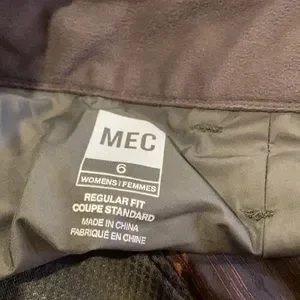 MEC
6
WOMENS | FEMMES
REGULAR FIT
COUPE STANDARD
MADE IN CHINA
FABRIQUÉ EN CHINE